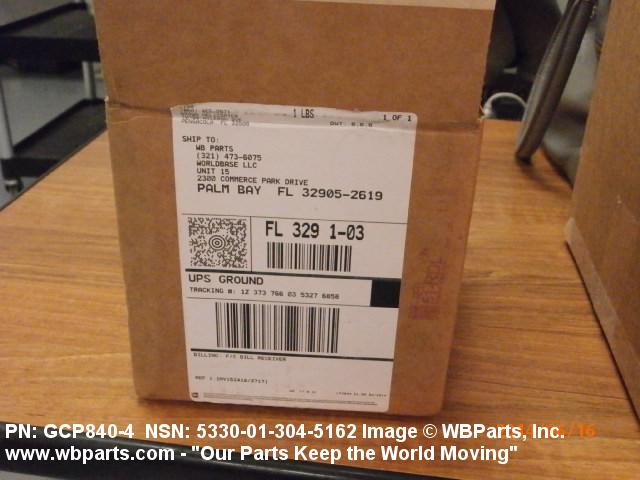 1 LBS
1 OF 1
SHIP TO:
WB PARTS
(321) 473-6075
WORLDBASE LLC
UNIT 15
2300 COMMERCE PARK DRIVE
PALM BAY FL 32905-2619
FL 329 1-03
UPS GROUND
TRACKING #: 1Z 373 766 03 5327 6058
BILLING: F/C BILL RECEIVER
PN: GCP840-4 NSN: 5330-01-304-5162 Image © WBParts, Inc.
www.wbparts.com - "Our Parts Keep the World Moving"